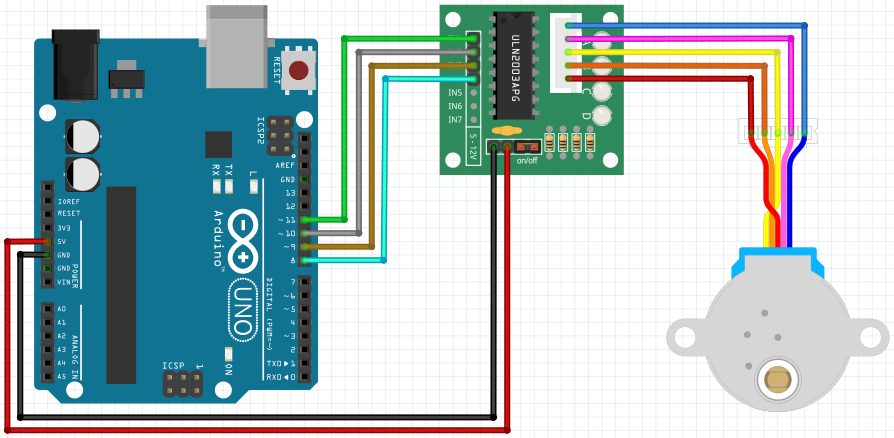 RESET
ICSP2
AREF
GND
13
12
~ 11
~ 10
~ 9
8
RX
TX
L
Arduino
UNO
DIGITAL (PWM=~)
7
~ 6
~ 5
4
~ 3
2
TXO ▶ 1
RXO ◀ 0
IOREF
RESET
3V3
5V
GND
GND
VIN
POWER
A0
A1
A2
A3
A4
A5
ANALOG IN
ICSP
1
ON
ULN2003APG
IN5
IN6
IN7
5 - 12V
on/off
C
D